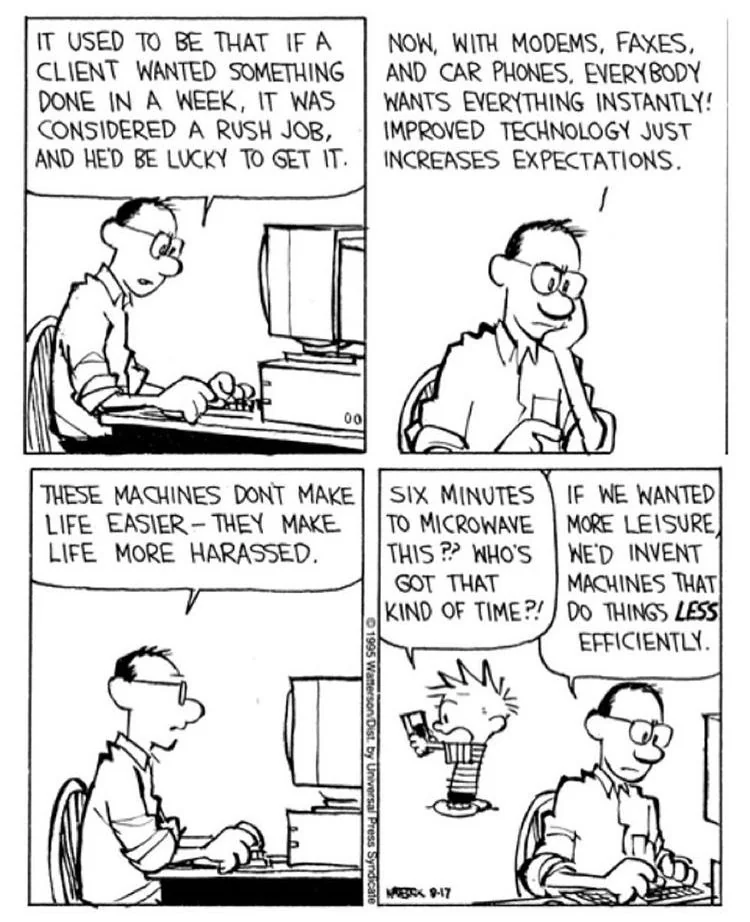 IT USED TO BE THAT IF A
CLIENT WANTED SOMETHING
DONE IN A WEEK, IT WAS
CONSIDERED A RUSH JOB,
AND HE'D BE LUCKY TO GET IT.
NOW, WITH MODEMS, FAXES,
AND CAR PHONES, EVERYBODY
WANTS EVERYTHING INSTANTLY!
IMPROVED TECHNOLOGY JUST
INCREASES EXPECTATIONS.
THESE MACHINES DON'T MAKE
LIFE EASIER – THEY MAKE
LIFE MORE HARASSED.
© 1995 Watterson/Dist. by Universal Press Syndicate
SIX MINUTES
TO MICROWAVE
THIS?? WHO'S
GOT THAT
KIND OF TIME?!
IF WE WANTED
MORE LEISURE,
WE'D INVENT
MACHINES THAT
DO THINGS LESS
EFFICIENTLY.
9-17